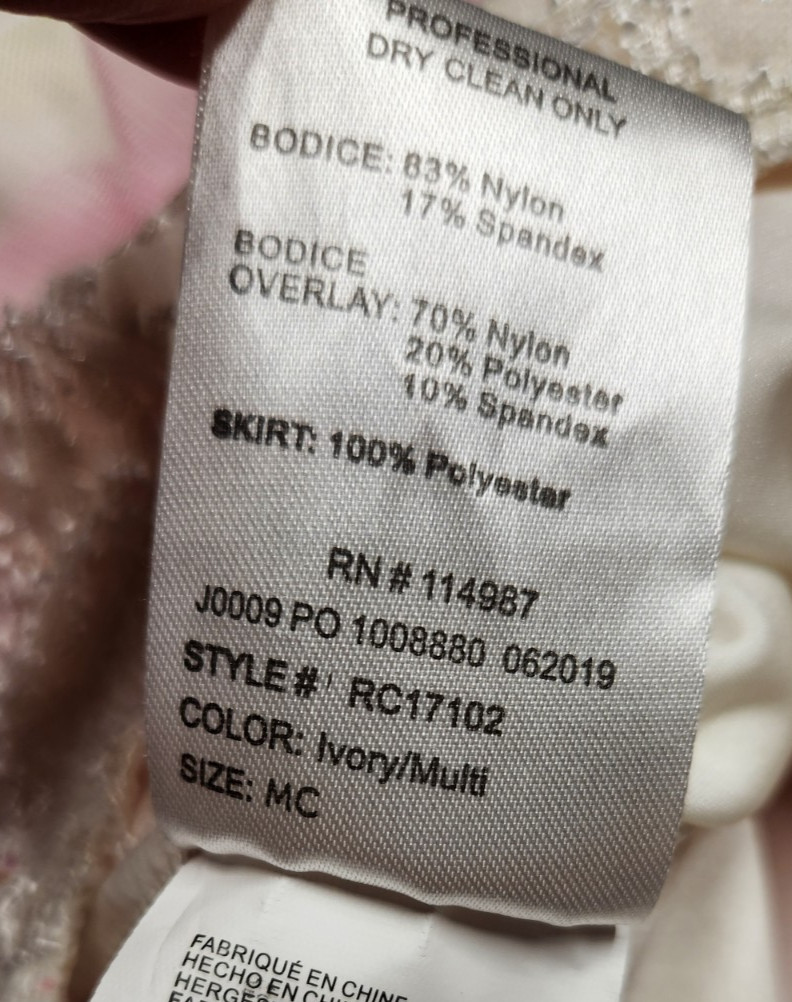 PROFESSIONAL
DRY CLEAN ONLY
BODICE: 83% Nylon
17% Spandex
BODICE
OVERLAY: 70% Nylon
20% Polyester
10% Spandex
SKIRT: 100% Polyester
RN # 114987
J0009 PO 1008880 062019
STYLE # RC17102
COLOR: Ivory/Multi
SIZE: MC
FABRIQUÉ EN CHINE
HECHO EN